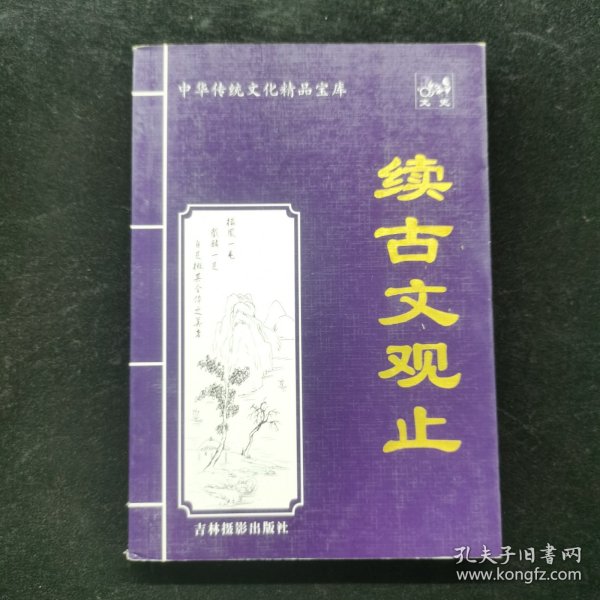 中华传统文化精品宝库
文史
续古文观止
吉林摄影出版社
孔夫子旧书网
www.kongfz.com